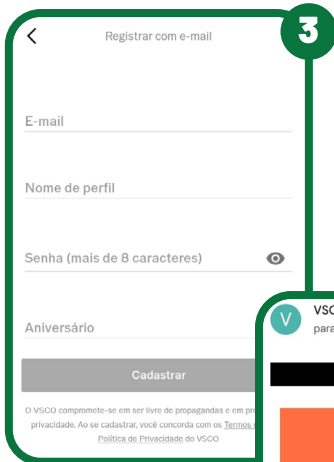 3
Registrar com e-mail
E-mail
Nome de perfil
Senha (mais de 8 caracteres)
Aniversário
Cadastrar
O VSCO compromete-se em ser livre de propagandas e em
privacidade. Ao se cadastrar, você concorda com os Termos
Política de Privacidade do VSCO
V